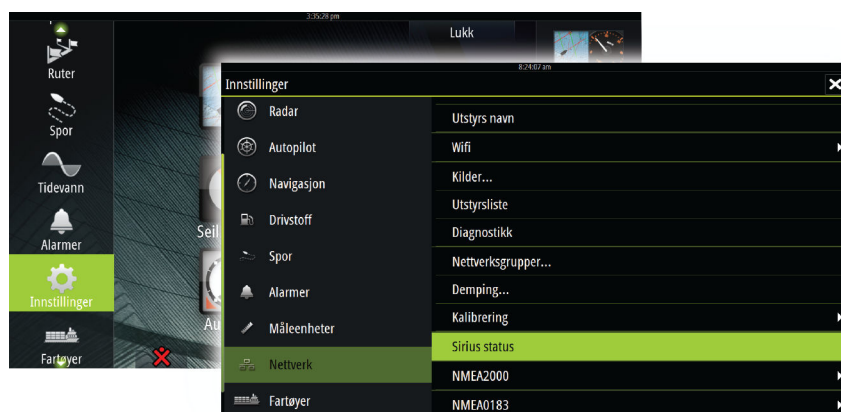 3:35:28 pm
Lukk
Ruter
Spor
Tidevann
Alarmer
Innstillinger
Fartøyer
Seil
Au
8:24:07 am
Innstillinger
Radar
Autopilot
Navigasjon
Drivstoff
Spor
Alarmer
Måleenheter
Nettverk
Fartøyer
Utstyrs navn
Wifi
Kilder...
Utstyrsliste
Diagnostikk
Nettverksgrupper...
Demping...
Kalibrering
Sirius status
NMEA2000
NMEA0183